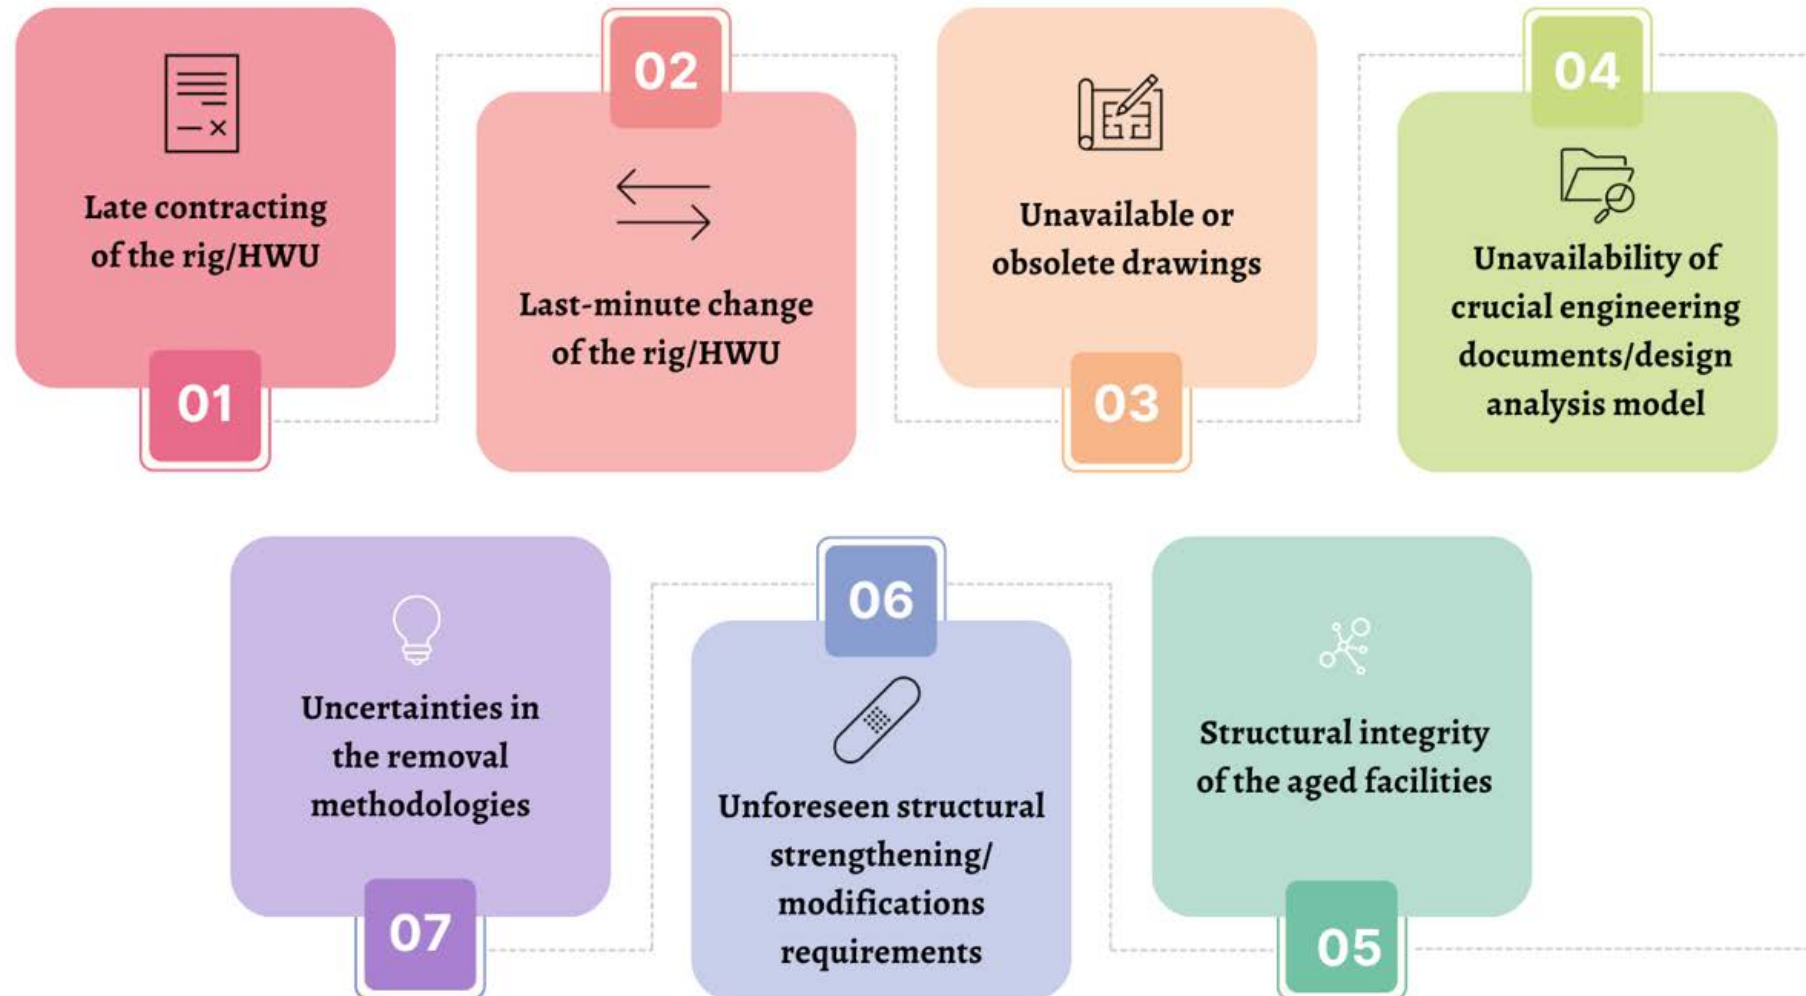 01
Late contracting
of the rig/HWU
02
Last-minute change
of the rig/HWU
03
Unavailable or
obsolete drawings
04
Unavailability of
crucial engineering
documents/design
analysis model
05
Structural integrity
of the aged facilities
06
Unforeseen structural
strengthening/
modifications
requirements
07
Uncertainties in
the removal
methodologies